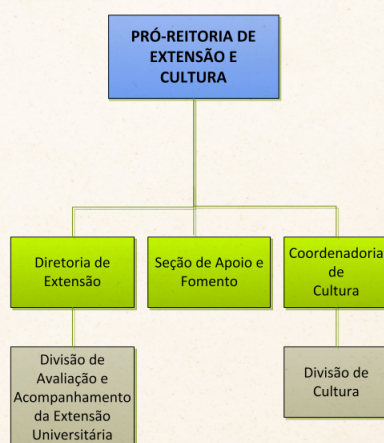 PRÓ-REITORIA DE
EXTENSÃO E
CULTURA
Diretoria de
Extensão
Seção de Apoio e
Fomento
Coordenadoria
de
Cultura
Divisão de
Avaliação e
Acompanhamento
da Extensão
Universitária
Divisão de
Cultura